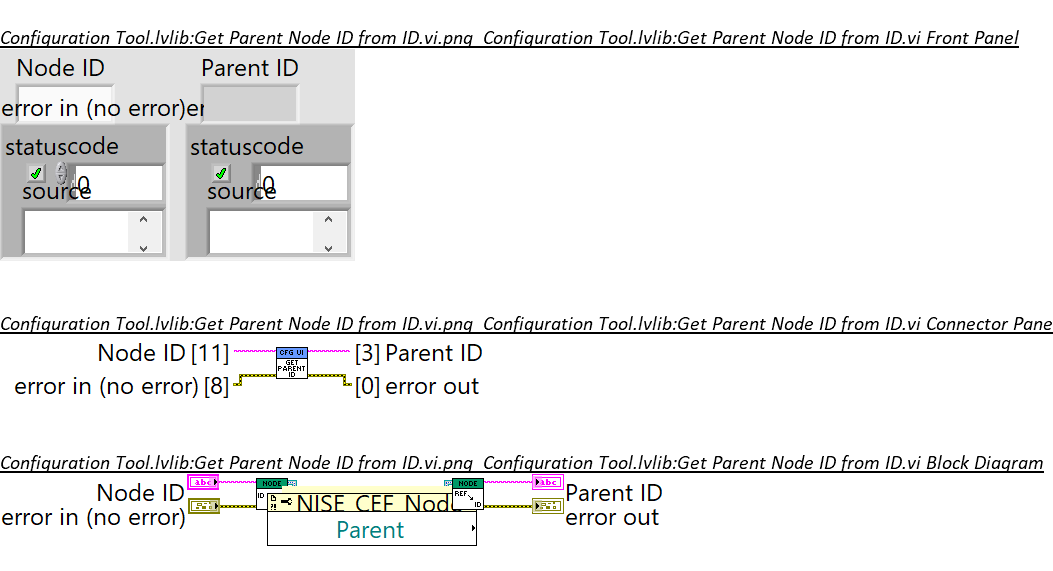 Configuration Tool.lvlib:Get Parent Node ID from ID.vi.png Configuration Tool.lvlib:Get Parent Node ID from ID.vi Front Panel
Node ID Parent ID
error in (no error)er
statuscode statuscode
0 0
source source
Configuration Tool.lvlib:Get Parent Node ID from ID.vi.png Configuration Tool.lvlib:Get Parent Node ID from ID.vi Connector Pane
Node ID [11] CFG UI [3] Parent ID
GET
PARENT
ID
error in (no error) [8] [0] error out
Configuration Tool.lvlib:Get Parent Node ID from ID.vi.png Configuration Tool.lvlib:Get Parent Node ID from ID.vi Block Diagram
abc NODE NODE abc
Node ID ID NISE_CEF_Node REF ID Parent ID
error in (no error) error out
Parent